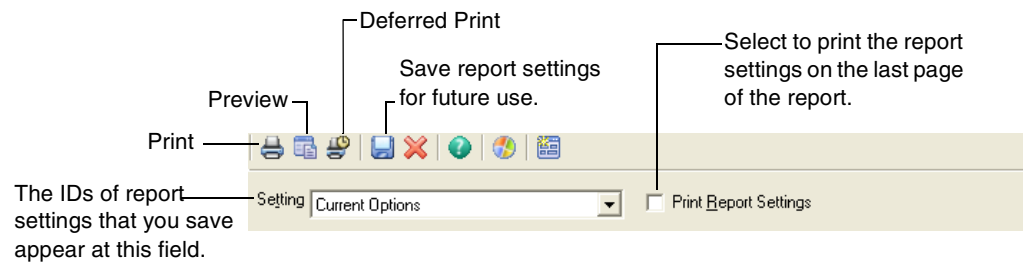 Deferred Print
Select to print the report
settings on the last page
of the report.
Save report settings
for future use.
Preview
Print
The IDs of report
settings that you save
appear at this field.
Setting
Current Options
Print Report Settings